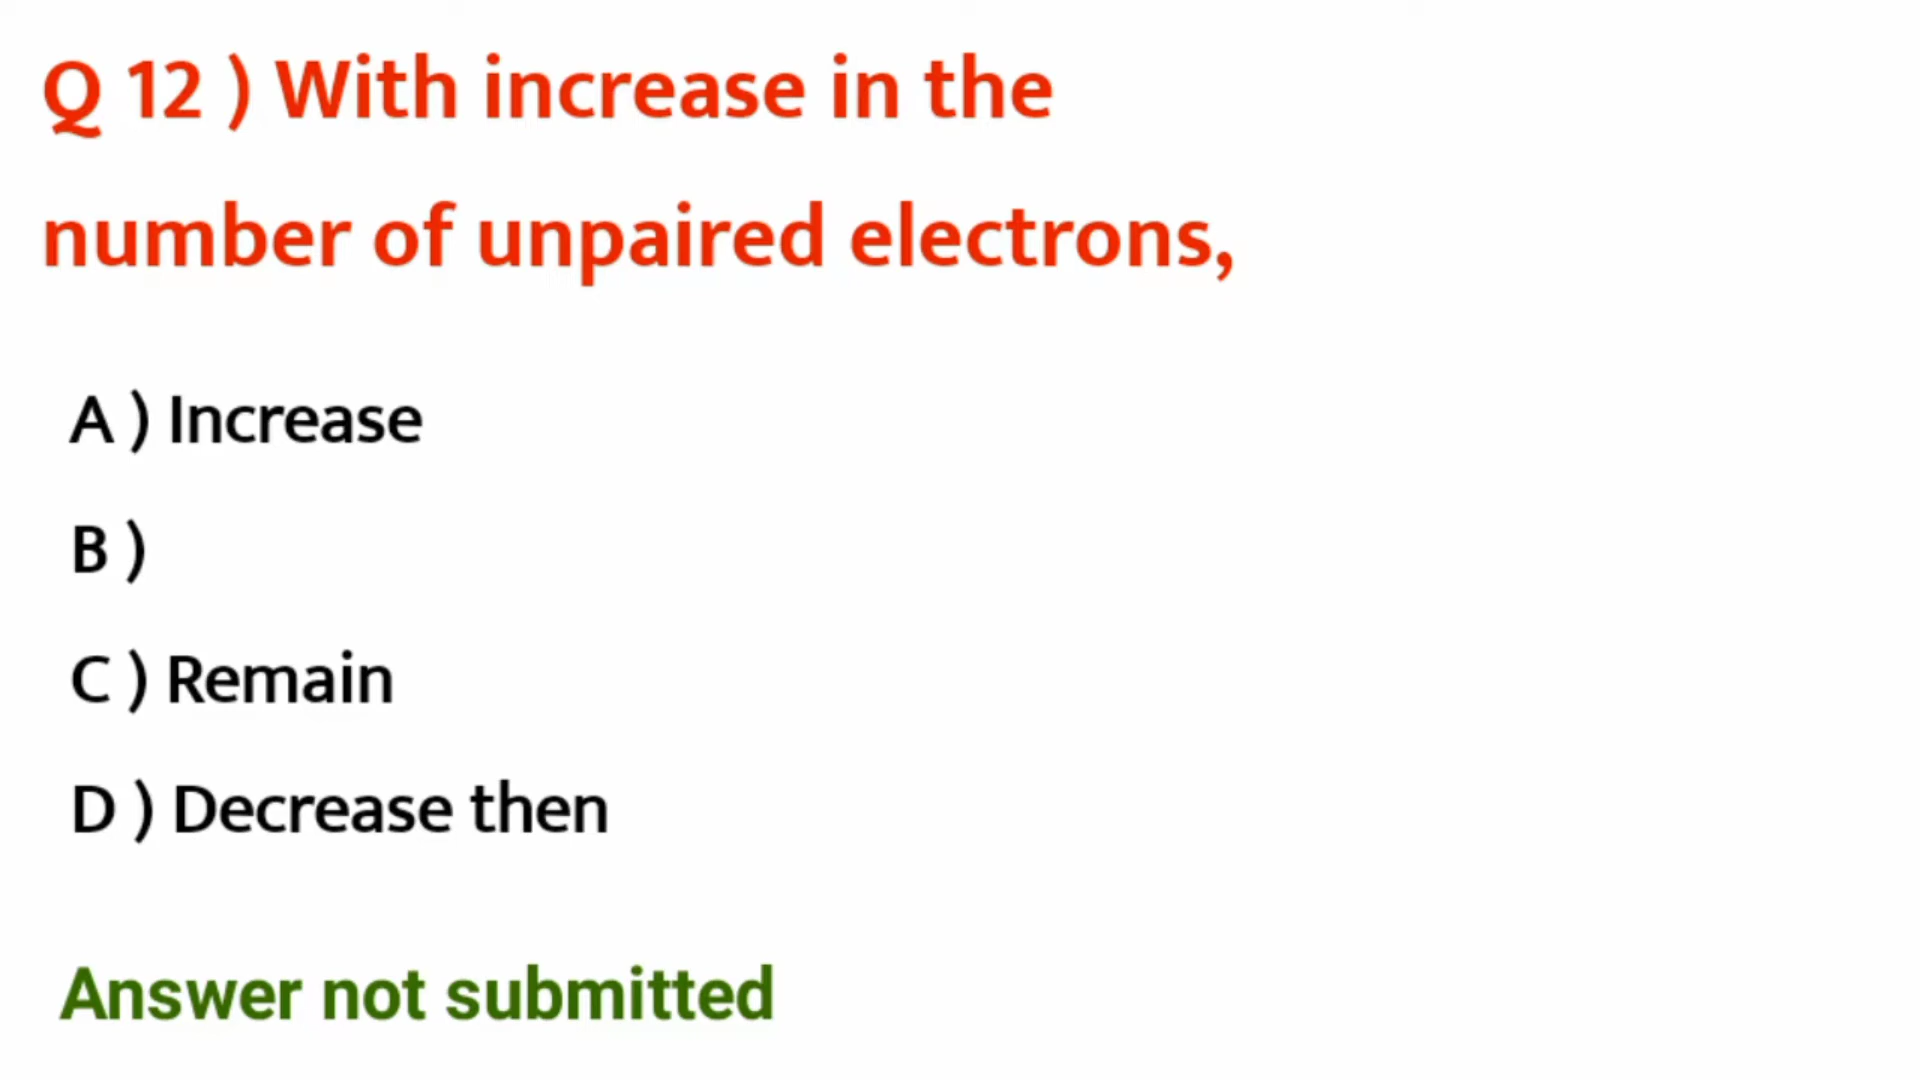 Q 12 ) With increase in the
number of unpaired electrons,
A ) Increase
B )
C ) Remain
D ) Decrease then
Answer not submitted